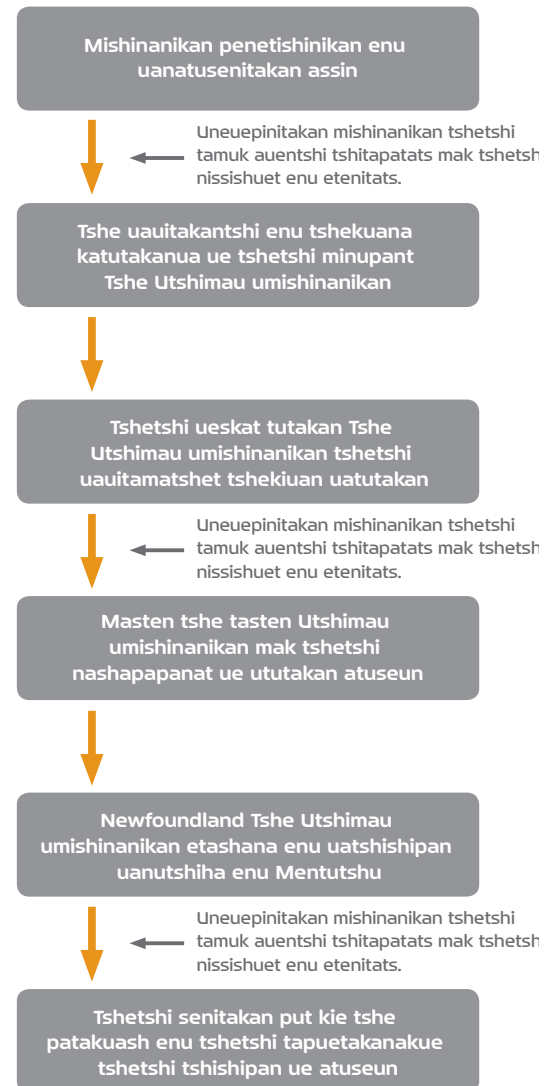 Mishinanikan penetishinikan enu
uanatusenitakan assin
Uneuepinitakan mishinanikan tshetshi
tamuk auentshi tshitapatats mak tshetsh
nissishuet enu etenitats.
Tshe uauitakantshi enu tshekuana
katutakanua ue tshetshi minupant
Tshe Utshimau umishinanikan
Tshetshi ueskat tutakan Tshe
Utshimau umishinanikan tshetshi
uauitamatshet tshekiuan uatutakan
Uneuepinitakan mishinanikan tshetshi
tamuk auentshi tshitapatats mak tshetsh
nissishuet enu etenitats.
Masten tshe tasten Utshimau
umishinanikan mak tshetshi
nashapapanat ue ututakan atuseun
Newfoundland Tshe Utshimau
umishinanikan etashana enu uatshishipan
uanutshiha enu Mentutshu
Uneuepinitakan mishinanikan tshetshi
tamuk auentshi tshitapatats mak tshetsh
nissishuet enu etenitats.
Tshetshi senitakan put kie tshe
patakuash enu tshetshi tapuetakanakue
tshetshi tshishipan ue atuseun